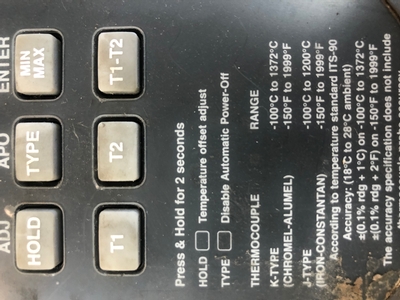 ENTER
MIN
MAX
T1-T2
APO
TYPE
T2
ADJ
HOLD
T1
Press & Hold for 2 seconds
HOLD Temperature offset adjust
TYPE Disable Automatic Power-Off
THERMOCOUPLE RANGE
K-TYPE -100°C to 1372°C
(CHROMEL-ALUMEL) -150°F to 1999°F
J-TYPE -100°C to 1200°C
(IRON-CONSTANTAN) -150°F to 1999°F
According to temperature standard ITS-90
Accuracy: (18°C to 28°C ambient)
±(0.1% rdg + 1°C) on -100°C to 1372°C
±(0.1% rdg + 2°F) on -150°F to 1999°F
The accuracy specification does not include